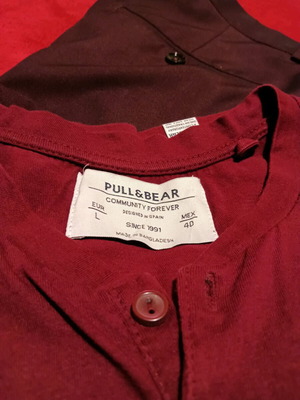 PULL&BEAR
COMMUNITY FOREVER
DESIGNED IN SPAIN
EUR
L
MEX
40
SINCE 1991
MADE IN BANGLADESH